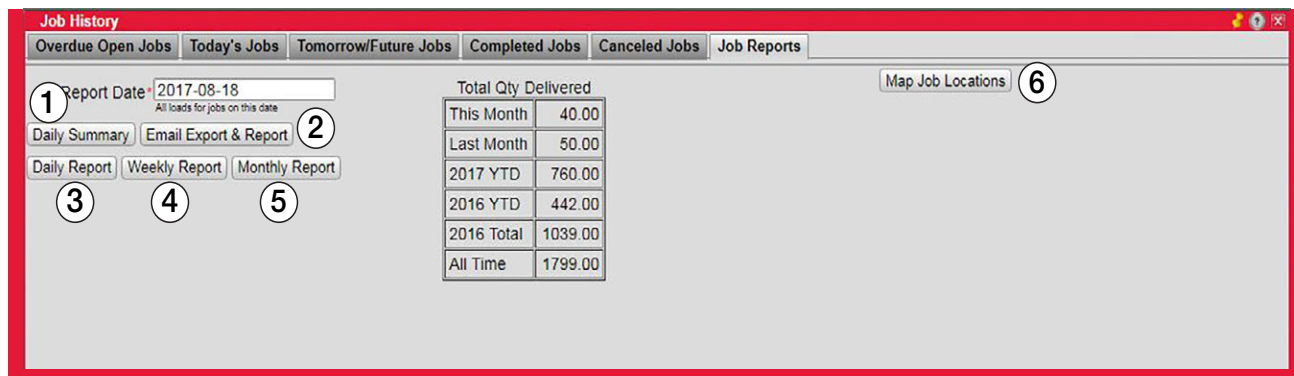 Job History
Overdue Open Jobs Today's Jobs Tomorrow/Future Jobs Completed Jobs Canceled Jobs Job Reports
Report Date* 2017-08-18
All loads for jobs on this date
1
Daily Summary Email Export & Report 2
Daily Report Weekly Report Monthly Report
3 4 5
Total Qty Delivered
This Month 40.00
Last Month 50.00
2017 YTD 760.00
2016 YTD 442.00
2016 Total 1039.00
All Time 1799.00
Map Job Locations 6